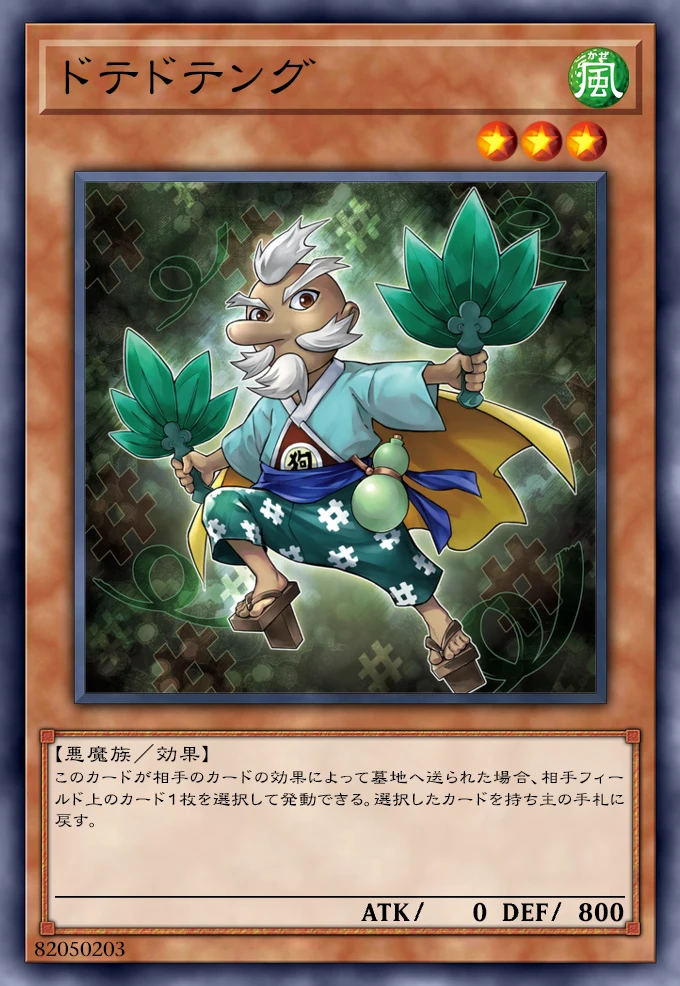 ドテドテング
かぜ
風
狗
【悪魔族／効果】
このカードが相手のカードの効果によって墓地へ送られた場合、相手フィー
ルド上のカード１枚を選択して発動できる。選択したカードを持ち主の手札に
戻す。
ATK/ 0 DEF/ 800
82050203